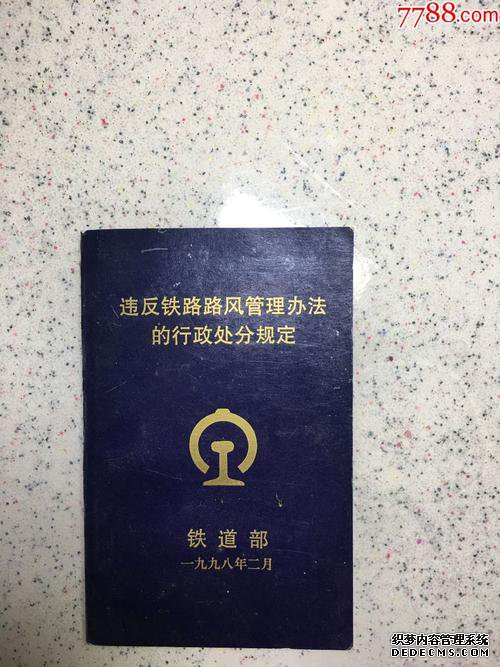 7788.com
违反铁路路风管理办法
的行政处分规定
铁道部
一九九八年二月
织梦内容管理系统
DEDECMS.COM